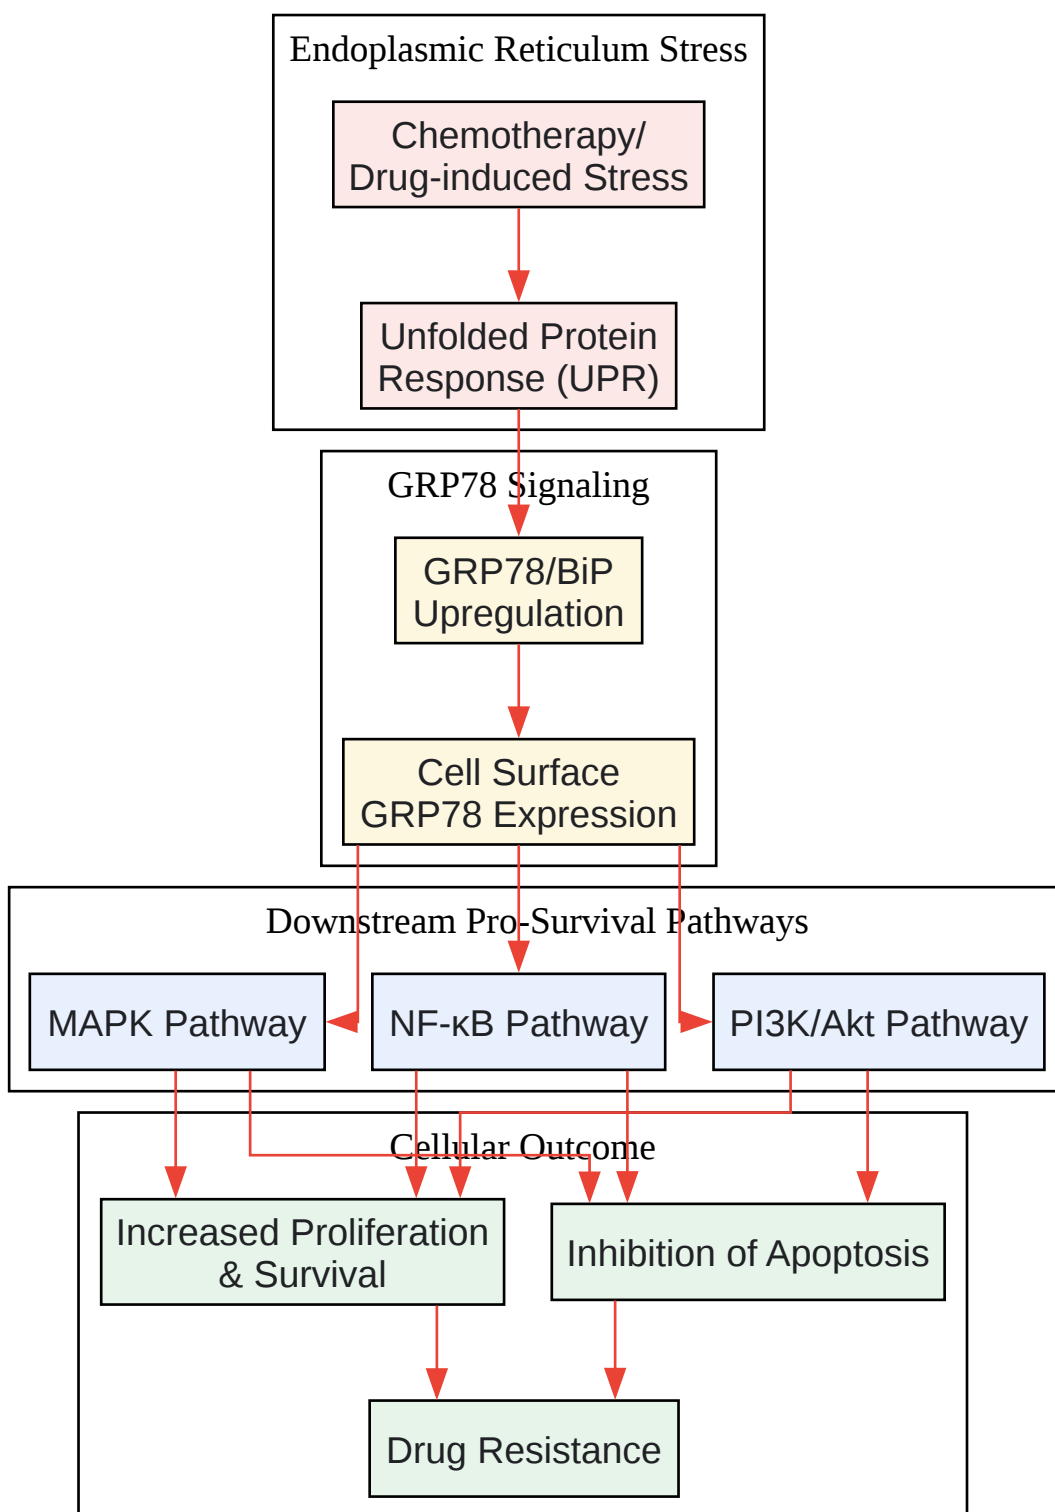 Endoplasmic Reticulum Stress
Chemotherapy/
Drug-induced Stress
Unfolded Protein
Response (UPR)
GRP78 Signaling
GRP78/BiP
Upregulation
Cell Surface
GRP78 Expression
Downstream Pro-Survival Pathways
MAPK Pathway
NF-κB Pathway
PI3K/Akt Pathway
Cellular Outcome
Increased Proliferation
& Survival
Inhibition of Apoptosis
Drug Resistance